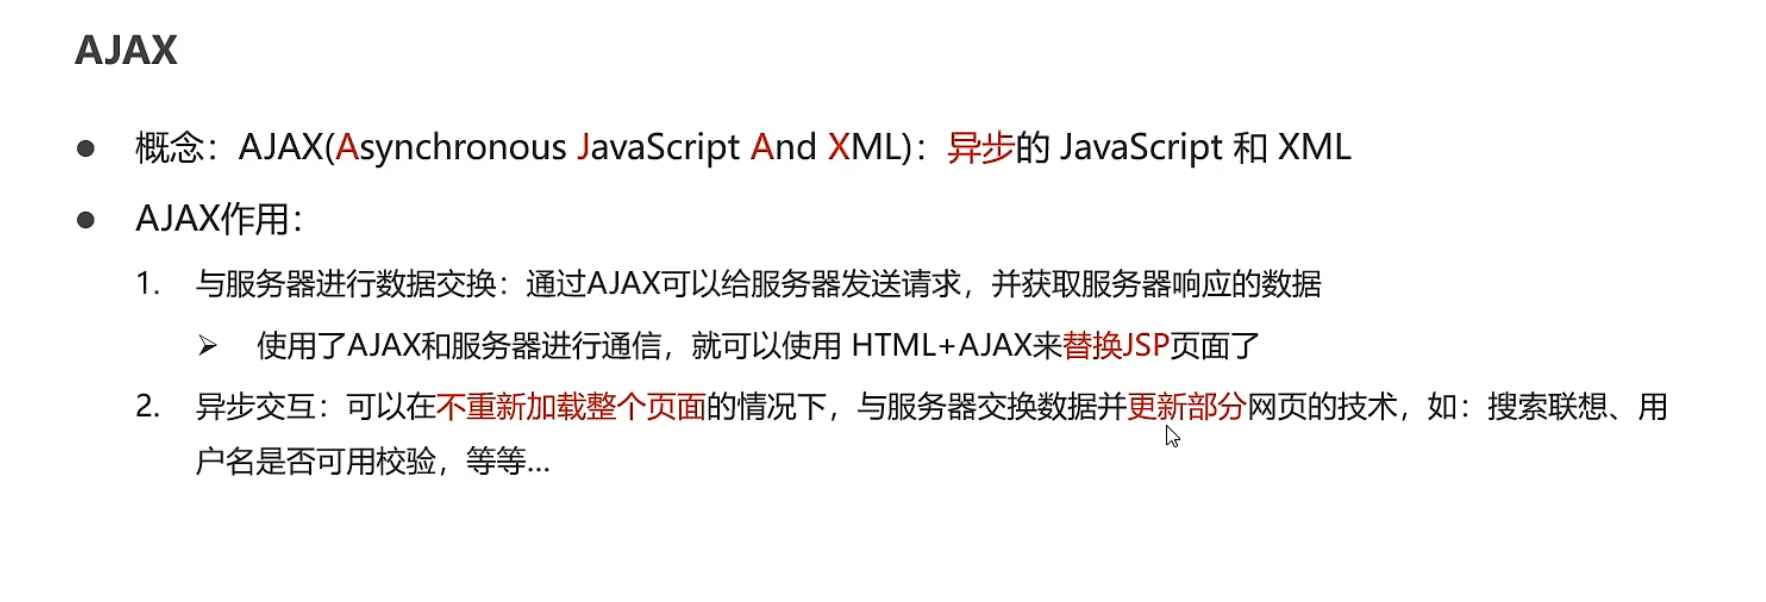 AJAX
● 概念：AJAX(Asynchronous JavaScript And XML)：异步的 JavaScript 和 XML
● AJAX作用：
1. 与服务器进行数据交换：通过AJAX可以给服务器发送请求，并获取服务器响应的数据
➢ 使用了AJAX和服务器进行通信，就可以使用 HTML+AJAX来替换JSP页面了
2. 异步交互：可以在不重新加载整个页面的情况下，与服务器交换数据并更新部分网页的技术，如：搜索联想、用
户名是否可用校验，等等...